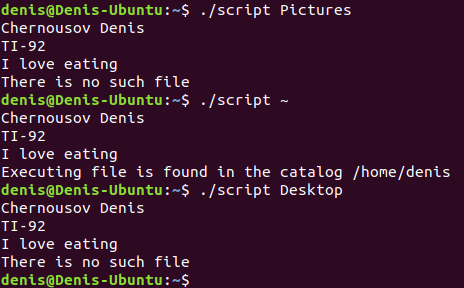 denis@Denis-Ubuntu:~$ ./script Pictures
Chernousov Denis
TI-92
I love eating
There is no such file
denis@Denis-Ubuntu:~$ ./script ~
Chernousov Denis
TI-92
I love eating
Executing file is found in the catalog /home/denis
denis@Denis-Ubuntu:~$ ./script Desktop
Chernousov Denis
TI-92
I love eating
There is no such file
denis@Denis-Ubuntu:~$